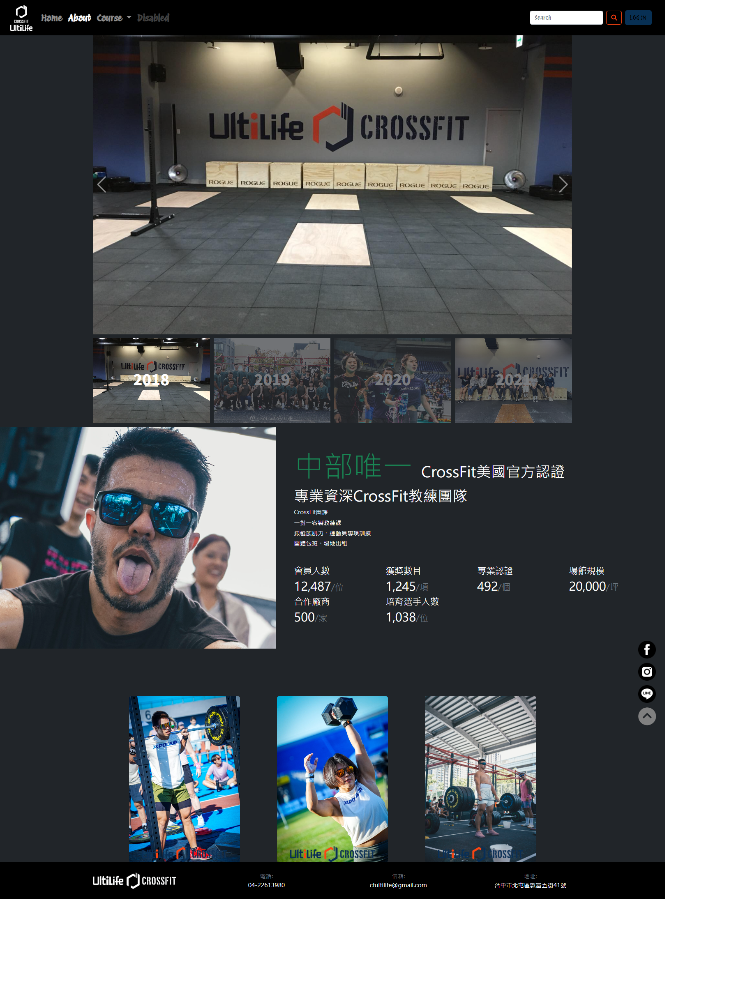 CROSSFIT
UltiLife
Home About Course Disabled
Search
LOG IN
UltiLife CROSSFIT
ROGUE ROGUE ROGUE ROGUE ROGUE ROGUE ROGUE ROGUE ROGUE
UltiLife CROSSFIT
2018
2019
2020
2021
UltiLife CROSSFIT
Sonyachen
中部唯一 CrossFit美國官方認證
專業資深CrossFit教練團隊
CrossFit團課
一對一客製教練課
銀髮族肌力、運動員專項訓練
團體包班、場地出租
會員人數 獲獎數目 專業認證 場館規模
12,487/位 1,245/項 492/個 20,000/坪
合作廠商 培育選手人數
500/家 1,038/位
LINE
XPODIUM
UltiLife CROSSFIT
UltiLife CROSSFIT
UltiLife CROSSFIT
UltiLife CROSSFIT
電話:
04-22613980
信箱:
cfultilife@gmail.com
地址:
台中市北屯區敦富五街41號